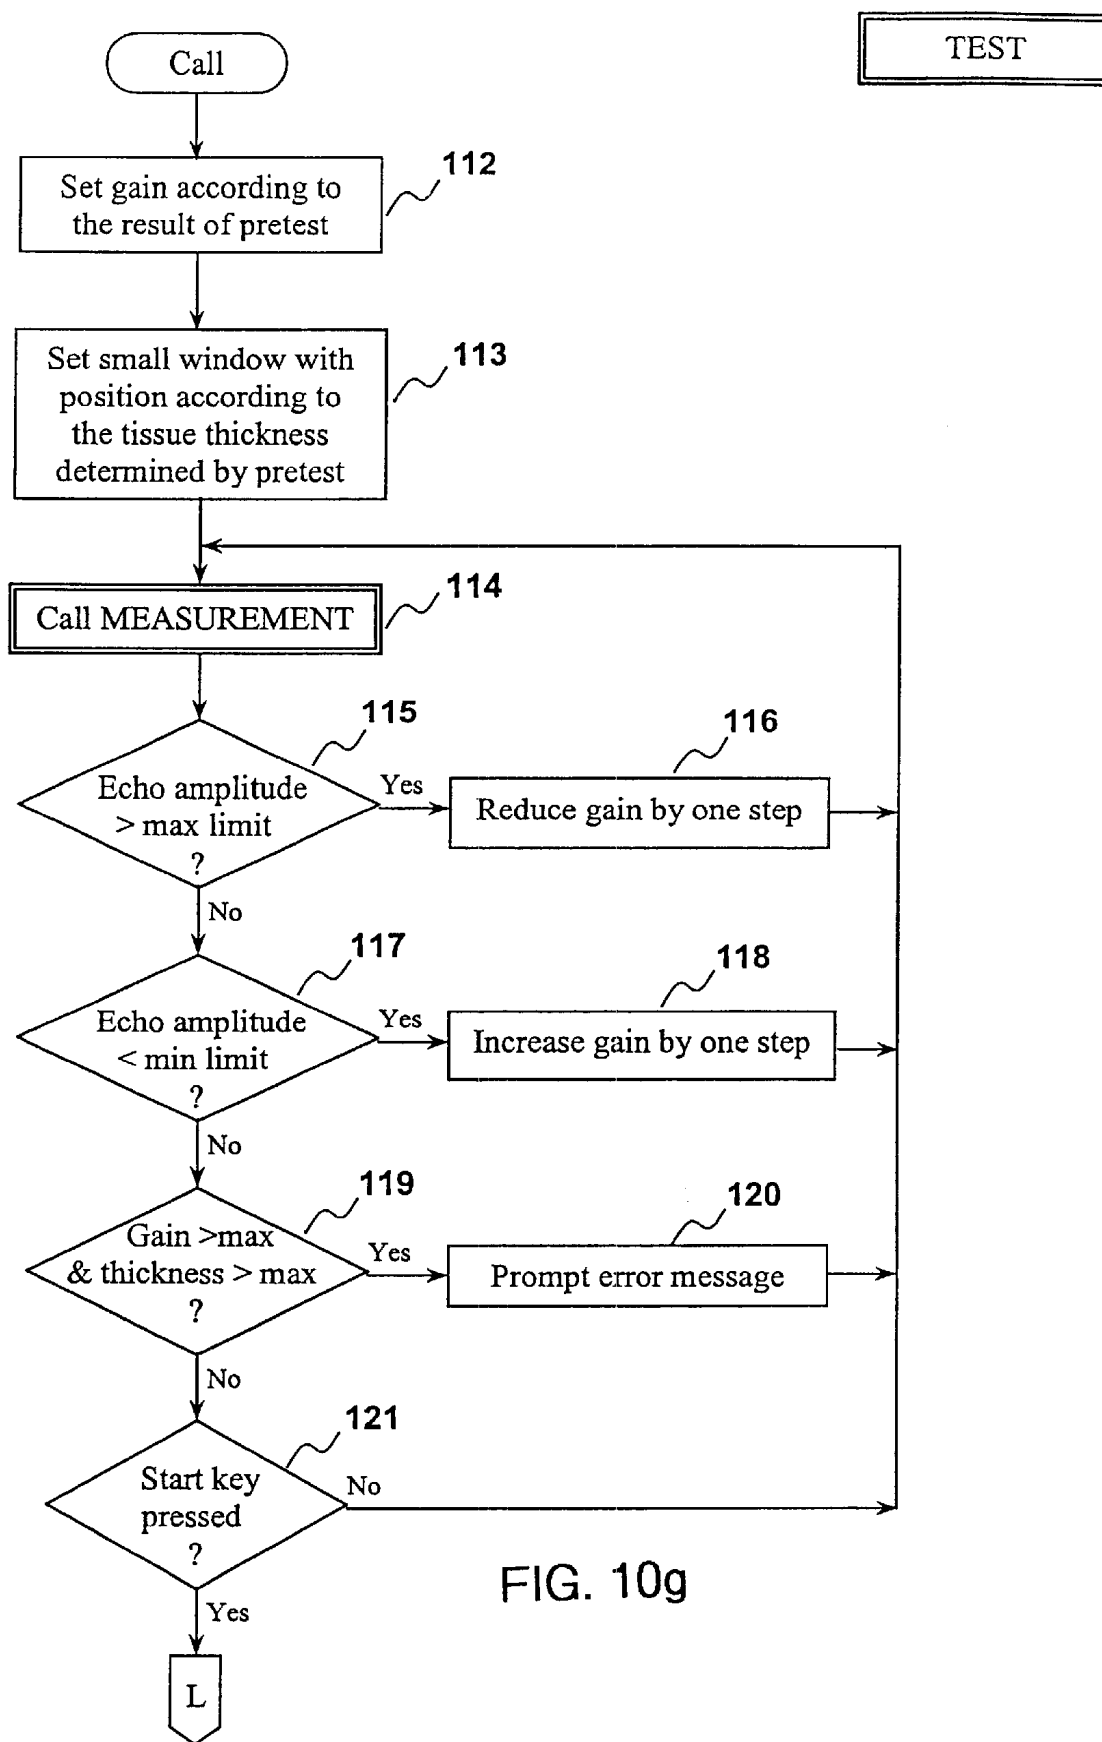 TEST
Call
112
Set gain according to
the result of pretest
113
Set small window with
position according to
the tissue thickness
determined by pretest
114
Call MEASUREMENT
115
Echo amplitude
> max limit
?
Yes
116
Reduce gain by one step
No
117
Echo amplitude
< min limit
?
Yes
118
Increase gain by one step
No
119
Gain >max
& thickness > max
?
Yes
120
Prompt error message
No
121
Start key
pressed
?
No
Yes
L
FIG. 10g